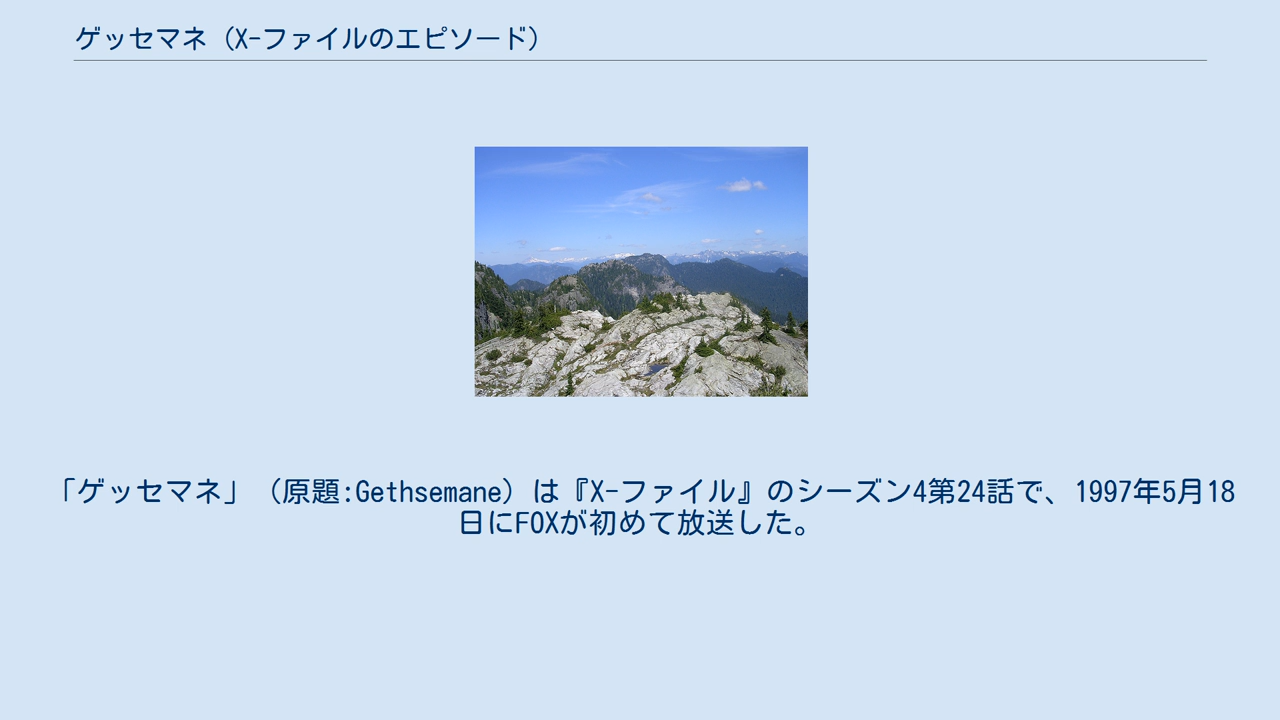 ゲッセマネ（X-ファイルのエピソード）
「ゲッセマネ」（原題:Gethsemane）は『X-ファイル』のシーズン4第24話で、1997年5月18
日にFOXが初めて放送した。